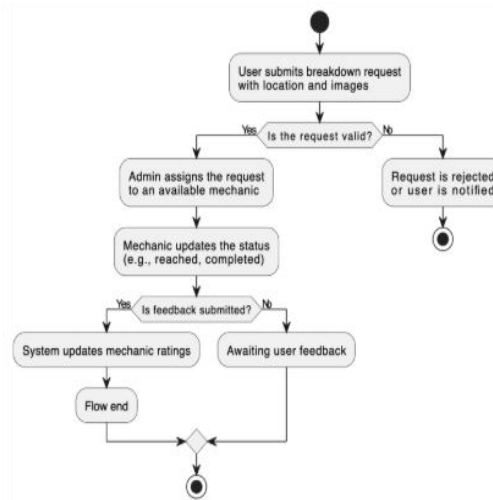 User submits breakdown request
with location and images
Yes
Is the request valid?
No
Admin assigns the request
to an available mechanic
Request is rejected
or user is notified
Mechanic updates the status
(e.g., reached, completed)
Yes
Is feedback submitted?
No
System updates mechanic ratings
Awaiting user feedback
Flow end